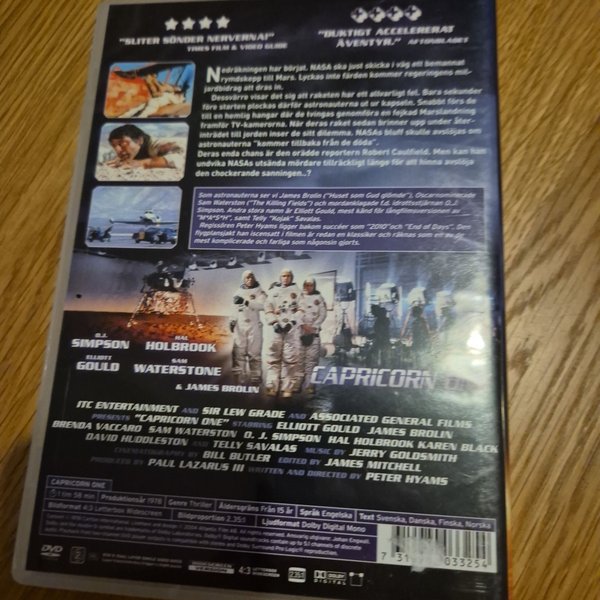 ★★★★
"SLITER SÖNDER NERVERNA!"
TIMES FILM & VIDEO GUIDE
"DUKTIGT ACCELERERAT
ÄVENTYR."
AFTONBLADET
Nedräkningen har börjat. NASA ska just skicka i väg ett bemannat
rymdskepp till Mars. Lyckas inte färden kommer regeringens mil-
jardbidrag att dras in.
Dessvärre visar det sig att raketen har ett allvarligt fel. Bara sekunder
före starten plockas därför astronauterna ut ur kapseln. Snabbt förs de
till en hemlig hangar där de tvingas genomföra en fejkad Marslandning
framför TV-kamerorna. När deras raket sedan brinner upp under åter-
inträdet till jorden inser de sitt dilemma. NASAs bluff skulle avslöjas om
astronauterna "kommer tillbaka från de döda".
Deras enda chans är den orädde reportern Robert Caulfield. Men kan han
undvika NASAs utsända mördare tillräckligt länge för att hinna avslöja
den chockerande sanningen..?
Som astronauterna ser vi James Brolin ("Huset som Gud glömde"), Oscarnominerade
Sam Waterston ("The Killing Fields") och mordanklagade f.d. idrottsstjärnan O.J.
Simpson. Andra stora namn är Elliott Gould, mest känd för långfilmsversionen av
"M*A*S*H", samt Telly "Kojak" Savalas.
Regissören Peter Hyams ligger bakom succéer som "2010" och "End of Days". Den
flygplansjakt han iscensatt i filmen är redan en klassiker och räknas som en av de
mest komplicerade och farliga som någonsin gjorts.
O.J. SIMPSON
HAL HOLBROOK
ELLIOTT GOULD
SAM WATERSTONE
& JAMES BROLIN
CAPRICORN
ITC ENTERTAINMENT AND SIR LEW GRADE AND ASSOCIATED GENERAL FILMS
PRESENTS "CAPRICORN ONE" STARRING ELLIOTT GOULD JAMES BROLIN
BRENDA VACCARO SAM WATERSTON O. J. SIMPSON HAL HOLBROOK KAREN BLACK
DAVID HUDDLESTON AND TELLY SAVALAS MUSIC BY JERRY GOLDSMITH
CINEMATOGRAPHY BY BILL BUTLER EDITED BY JAMES MITCHELL
PRODUCED BY PAUL LAZARUS III WRITTEN AND DIRECTED BY PETER HYAMS
CAPRICORN ONE
1 tim 58 min Produktionsår 1978 Genre Thriller Åldersgräns Från 15 år Språk Engelska Text Svenska, Danska, Finska, Norska
Bildformat 4:3 Letterbox Widescreen Bildproportion 2.35:1 Ljudformat Dolby Digital Mono
DVD
2
4:3 LETTERBOX WIDESCREEN
2.35:1
DOLBY DIGITAL
033254